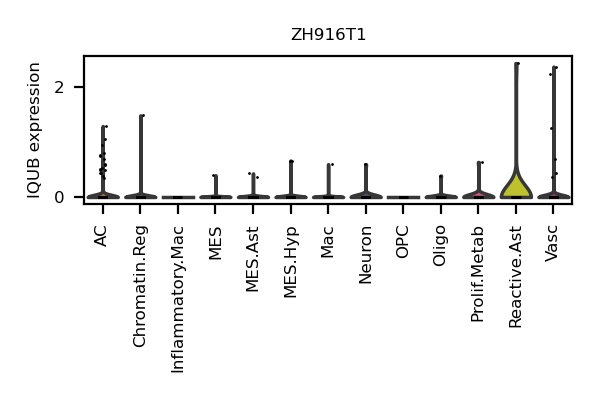 ZH916T1
IQUB expression
2
0
AC
Chromatin.Reg
Inflammatory.Mac
MES
MES.Ast
MES.Hyp
Mac
Neuron
OPC
Oligo
Prolif.Metab
Reactive.Ast
Vasc